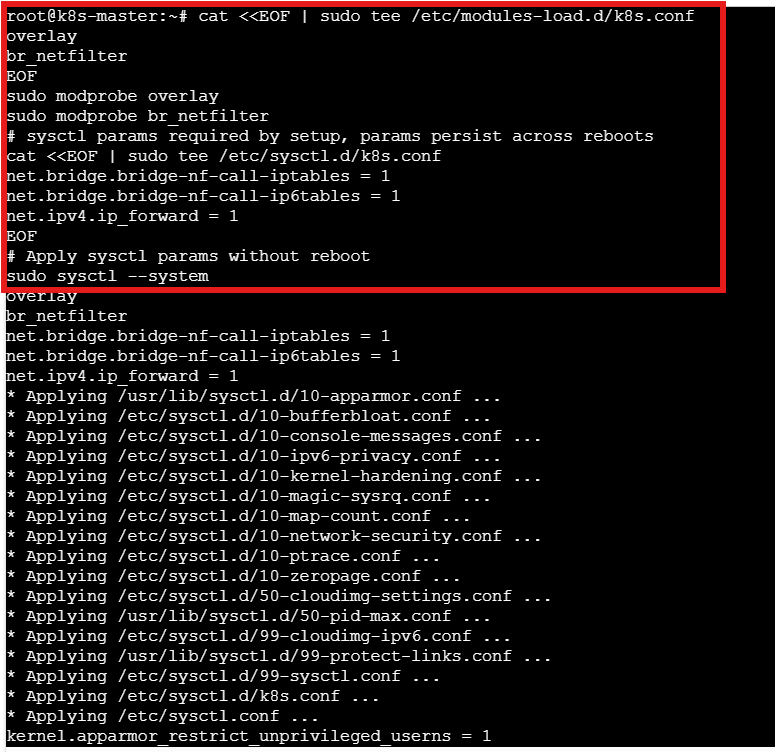 root@k8s-master:~# cat <<EOF | sudo tee /etc/modules-load.d/k8s.conf
overlay
br_netfilter
EOF
sudo modprobe overlay
sudo modprobe br_netfilter
# sysctl params required by setup, params persist across reboots
cat <<EOF | sudo tee /etc/sysctl.d/k8s.conf
net.bridge.bridge-nf-call-iptables = 1
net.bridge.bridge-nf-call-ip6tables = 1
net.ipv4.ip_forward = 1
EOF
# Apply sysctl params without reboot
sudo sysctl --system
overlay
br_netfilter
net.bridge.bridge-nf-call-iptables = 1
net.bridge.bridge-nf-call-ip6tables = 1
net.ipv4.ip_forward = 1
* Applying /usr/lib/sysctl.d/10-apparmor.conf ...
* Applying /etc/sysctl.d/10-bufferbloat.conf ...
* Applying /etc/sysctl.d/10-console-messages.conf ...
* Applying /etc/sysctl.d/10-ipv6-privacy.conf ...
* Applying /etc/sysctl.d/10-kernel-hardening.conf ...
* Applying /etc/sysctl.d/10-magic-sysrq.conf ...
* Applying /etc/sysctl.d/10-map-count.conf ...
* Applying /etc/sysctl.d/10-network-security.conf ...
* Applying /etc/sysctl.d/10-ptrace.conf ...
* Applying /etc/sysctl.d/10-zeropage.conf ...
* Applying /etc/sysctl.d/50-cloudimg-settings.conf ...
* Applying /usr/lib/sysctl.d/50-pid-max.conf ...
* Applying /etc/sysctl.d/99-cloudimg-ipv6.conf ...
* Applying /usr/lib/sysctl.d/99-protect-links.conf ...
* Applying /etc/sysctl.d/99-sysctl.conf ...
* Applying /etc/sysctl.d/k8s.conf ...
* Applying /etc/sysctl.conf ...
kernel.apparmor_restrict_unprivileged_userns = 1